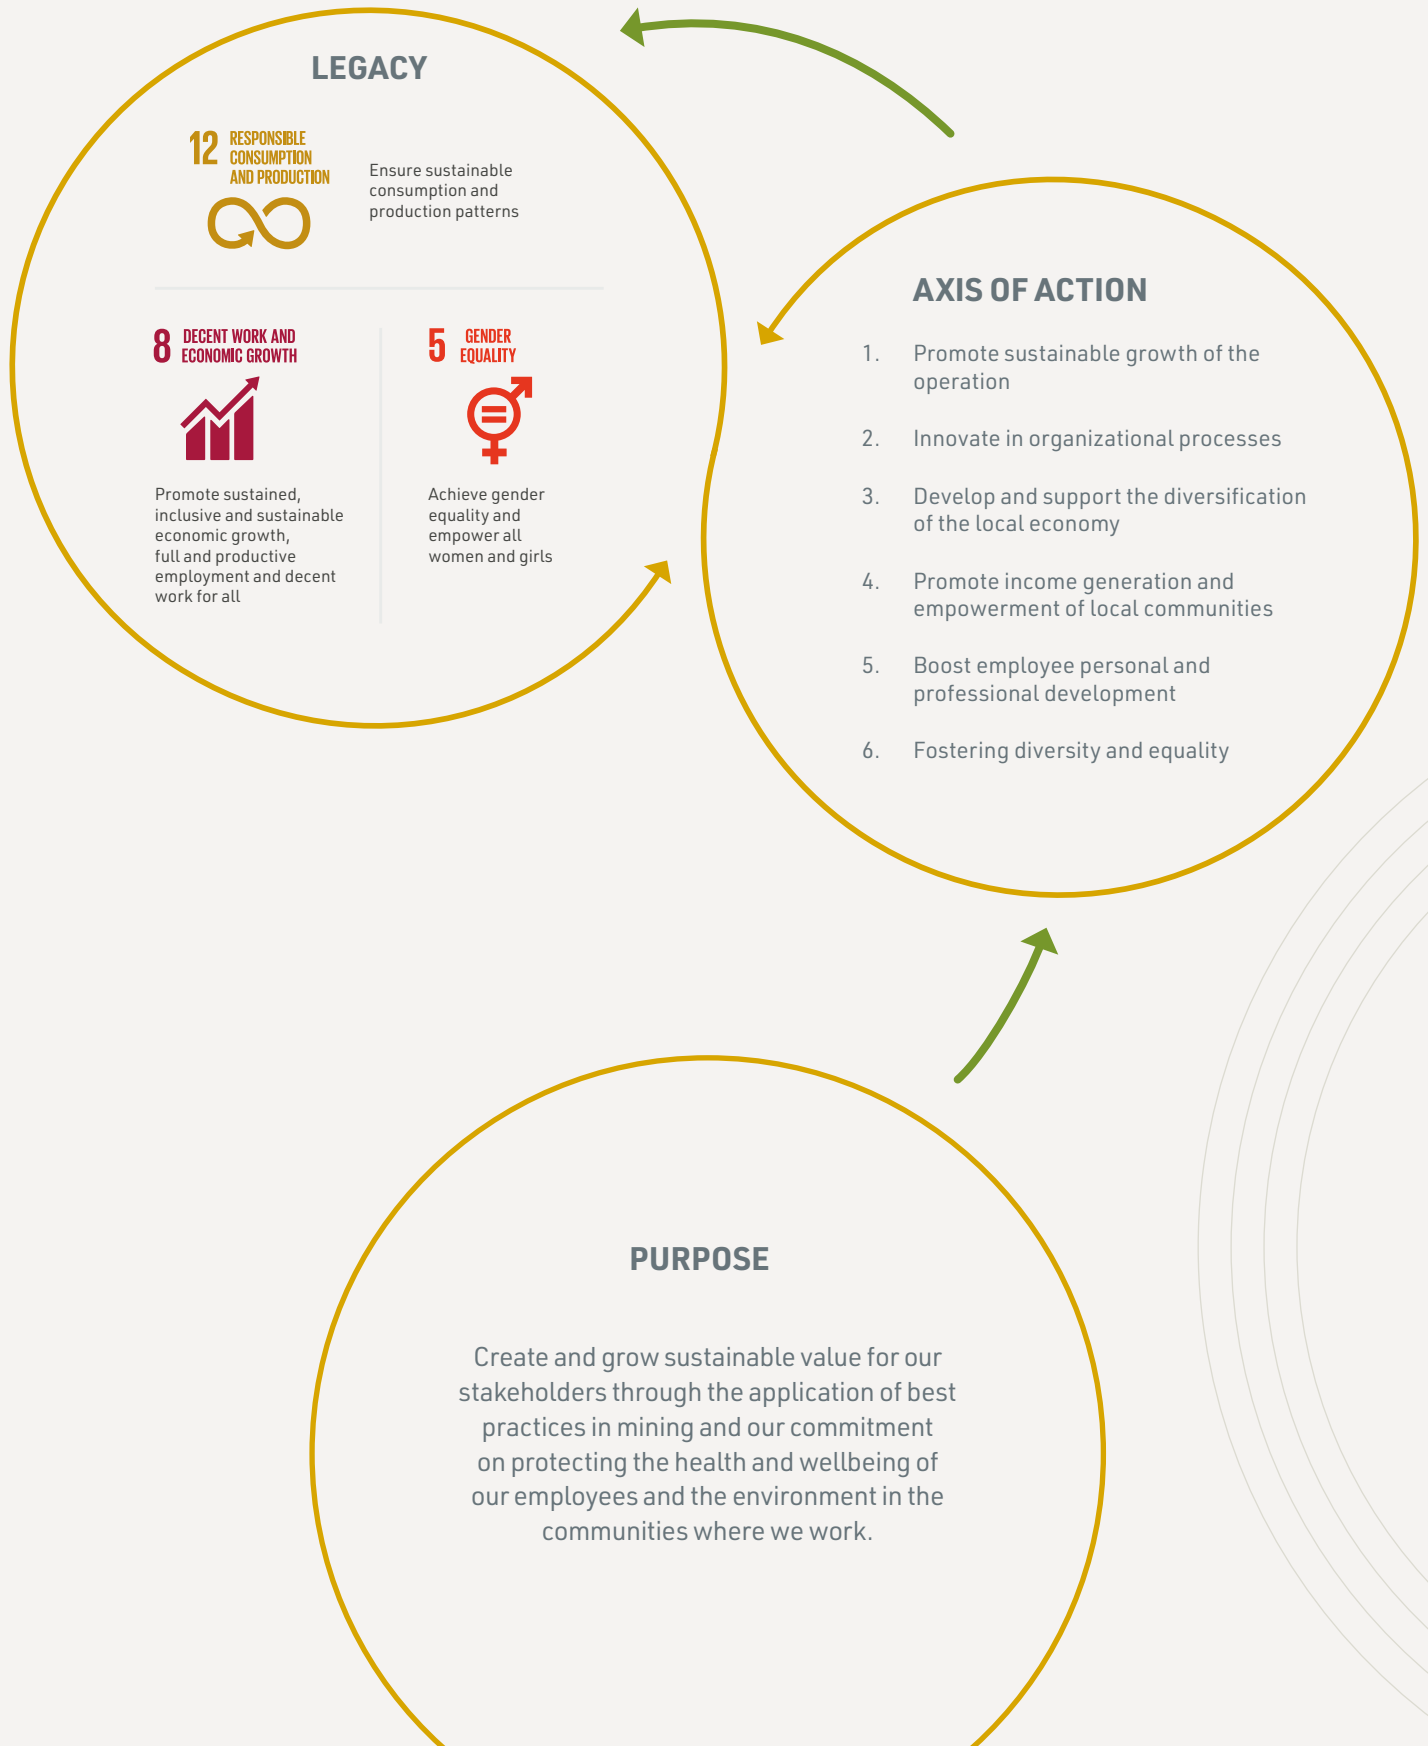 LEGACY
12 RESPONSIBLE
CONSUMPTION
AND PRODUCTION
Ensure sustainable
consumption and
production patterns
8 DECENT WORK AND
ECONOMIC GROWTH
Promote sustained,
inclusive and sustainable
economic growth,
full and productive
employment and decent
work for all
5 GENDER
EQUALITY
Achieve gender
equality and
empower all
women and girls
AXIS OF ACTION
1. Promote sustainable growth of the
operation
2. Innovate in organizational processes
3. Develop and support the diversification
of the local economy
4. Promote income generation and
empowerment of local communities
5. Boost employee personal and
professional development
6. Fostering diversity and equality
PURPOSE
Create and grow sustainable value for our
stakeholders through the application of best
practices in mining and our commitment
on protecting the health and wellbeing of
our employees and the environment in the
communities where we work.